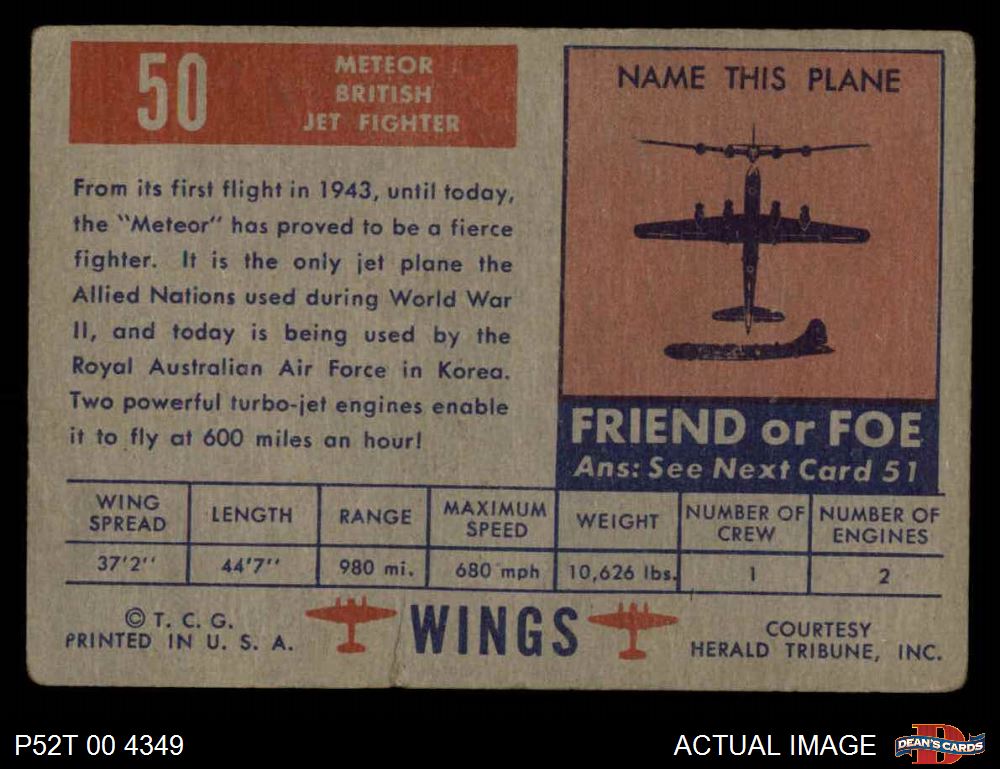 50
METEOR
BRITISH
JET FIGHTER
From its first flight in 1943, until today,
the "Meteor" has proved to be a fierce
fighter. It is the only jet plane the
Allied Nations used during World War
II, and today is being used by the
Royal Australian Air Force in Korea.
Two powerful turbo-jet engines enable
it to fly at 600 miles an hour!
NAME THIS PLANE
FRIEND or FOE
Ans: See Next Card 51
WING SPREAD LENGTH RANGE MAXIMUM SPEED WEIGHT NUMBER OF CREW NUMBER OF ENGINES
37'2'' 44'7'' 980 mi. 680 mph 10,626 lbs. 1 2
© T. C. G.
PRINTED IN U. S. A.
WINGS
COURTESY
HERALD TRIBUNE, INC.
P52T 00 4349
ACTUAL IMAGE
D
DEAN'S CARDS